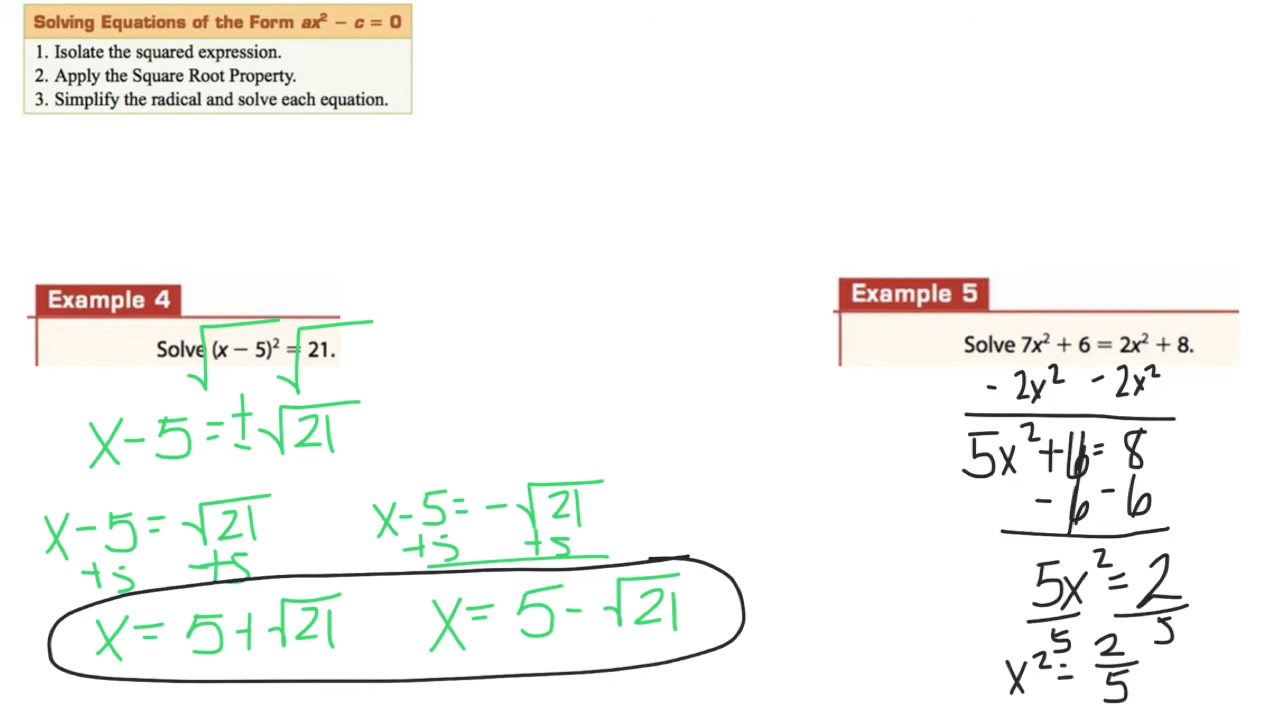 Solving Equations of the Form ax² − c = 0
1. Isolate the squared expression.
2. Apply the Square Root Property.
3. Simplify the radical and solve each equation.
Example 4
Solve (x − 5)² = 21.
√ √
x - 5 = ± √21
x - 5 = √21
+5 +5
x = 5 + √21
x - 5 = - √21
+5 +5
x = 5 - √21
Example 5
Solve 7x² + 6 = 2x² + 8.
- 2x² - 2x²
5x² + 6 = 8
- 6 - 6
5x² = 2
5 5
x² = 2/5